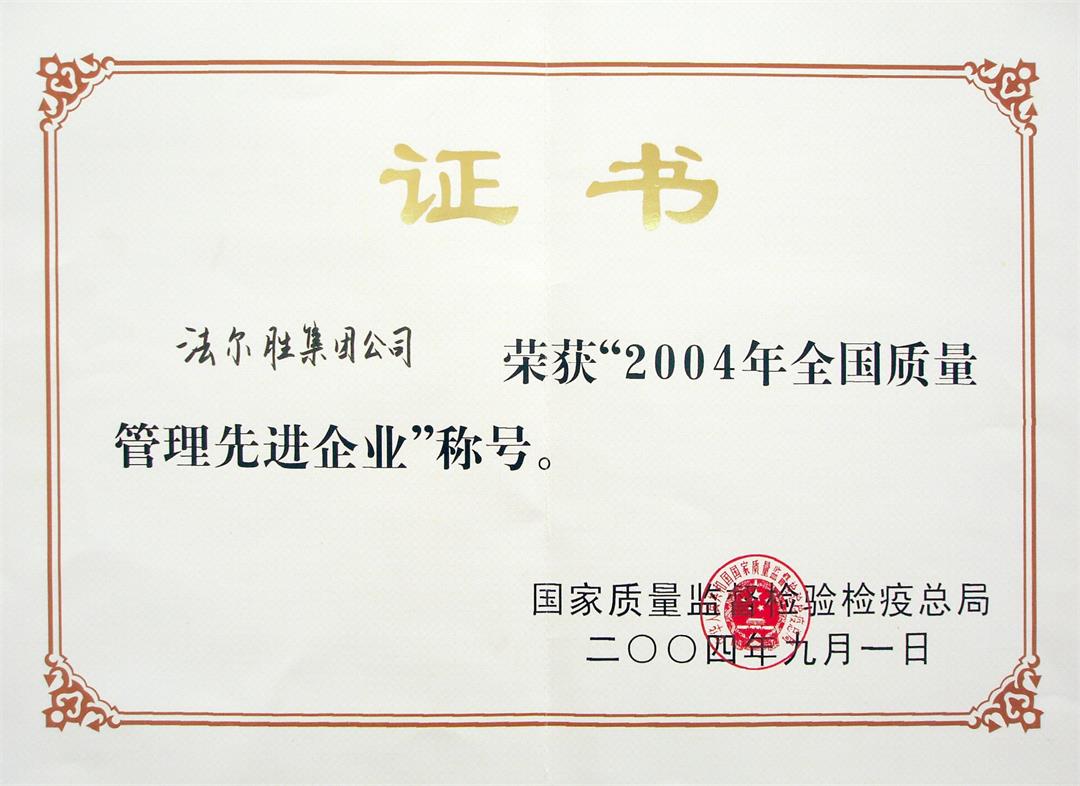 证书
法尔胜集团公司 荣获“2004年全国质量
管理先进企业”称号。
国家质量监督检验检疫总局
二〇〇四年九月一日